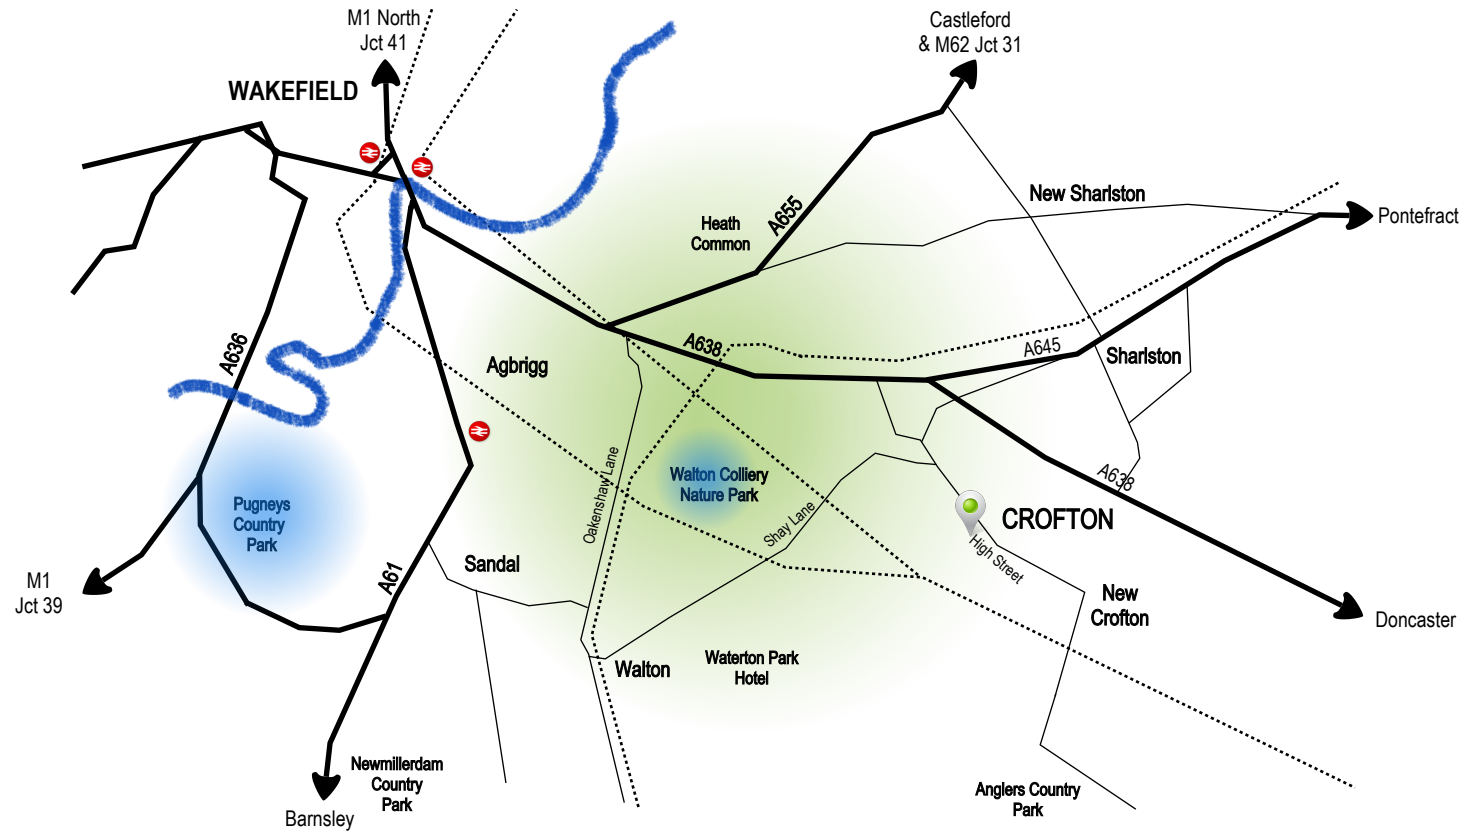 M1 North
Jct 41
Castleford
& M62 Jct 31
WAKEFIELD
New Sharlston
Pontefract
Heath
Common
A655
A636
A638
A645
Sharlston
Agbrigg
Oakenshaw Lane
Walton Colliery
Nature Park
A638
Pugneys
Country
Park
Shay Lane
CROFTON
High Street
M1
Jct 39
A61
Sandal
New
Crofton
Doncaster
Walton
Waterton Park
Hotel
Newmillerdam
Country
Park
Anglers Country
Park
Barnsley